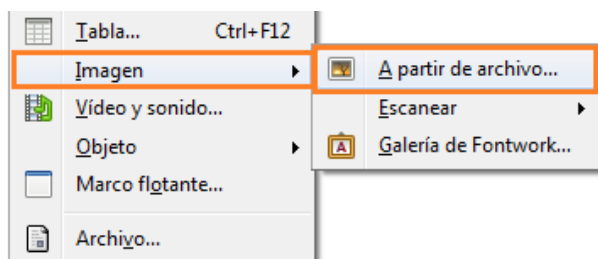 Tabla... Ctrl+F12
Imagen
Vídeo y sonido...
Objeto
Marco flotante...
Archivo...
A partir de archivo...
Escanear
Galería de Fontwork...